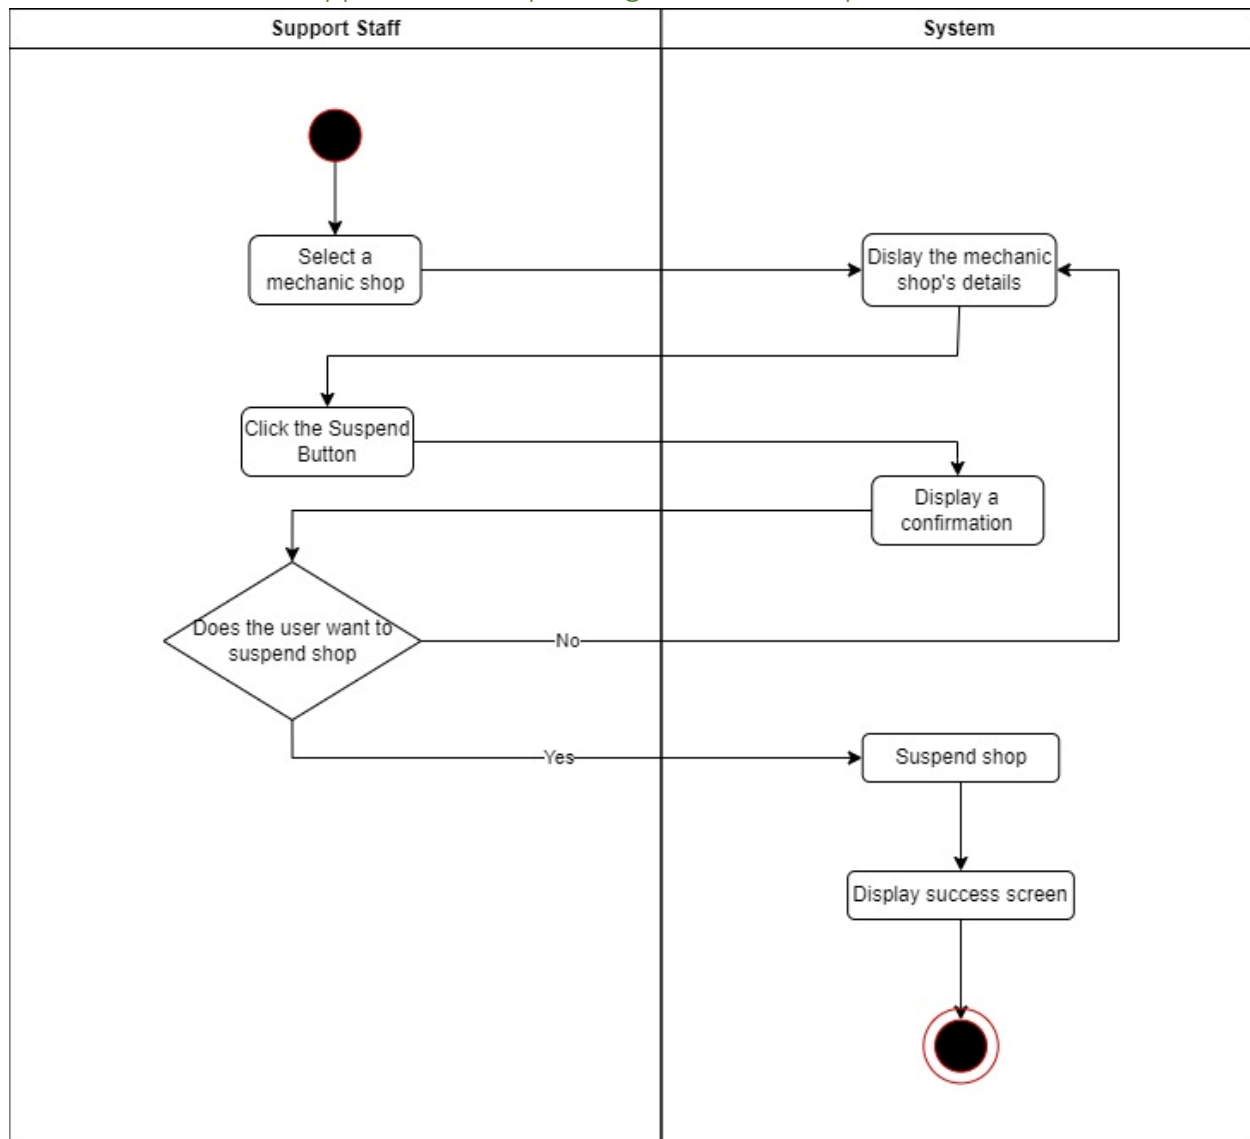 Support Staff
System
Select a
mechanic shop
Dislay the mechanic
shop's details
Click the Suspend
Button
Display a
confirmation
Does the user want to
suspend shop
No
Yes
Suspend shop
Display success screen